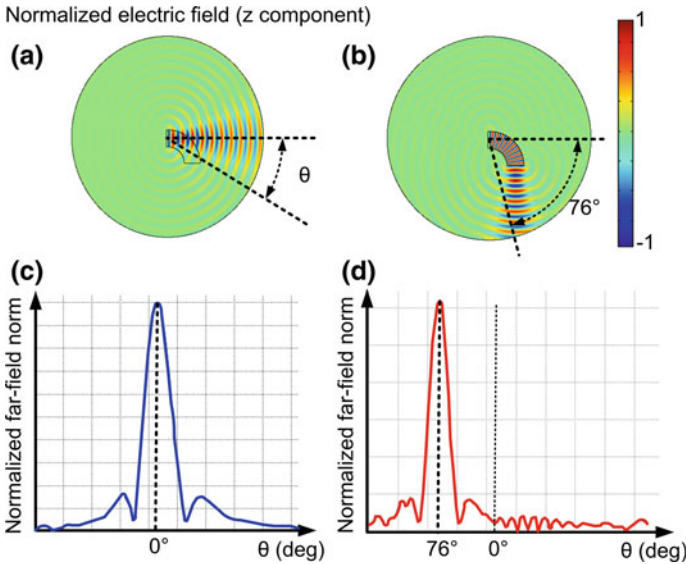 Normalized electric field (z component)
(a)
(b)
1
-1
θ
76°
(c)
(d)
Normalized far-field norm
0°
θ (deg)
Normalized far-field norm
76°
0°
θ (deg)